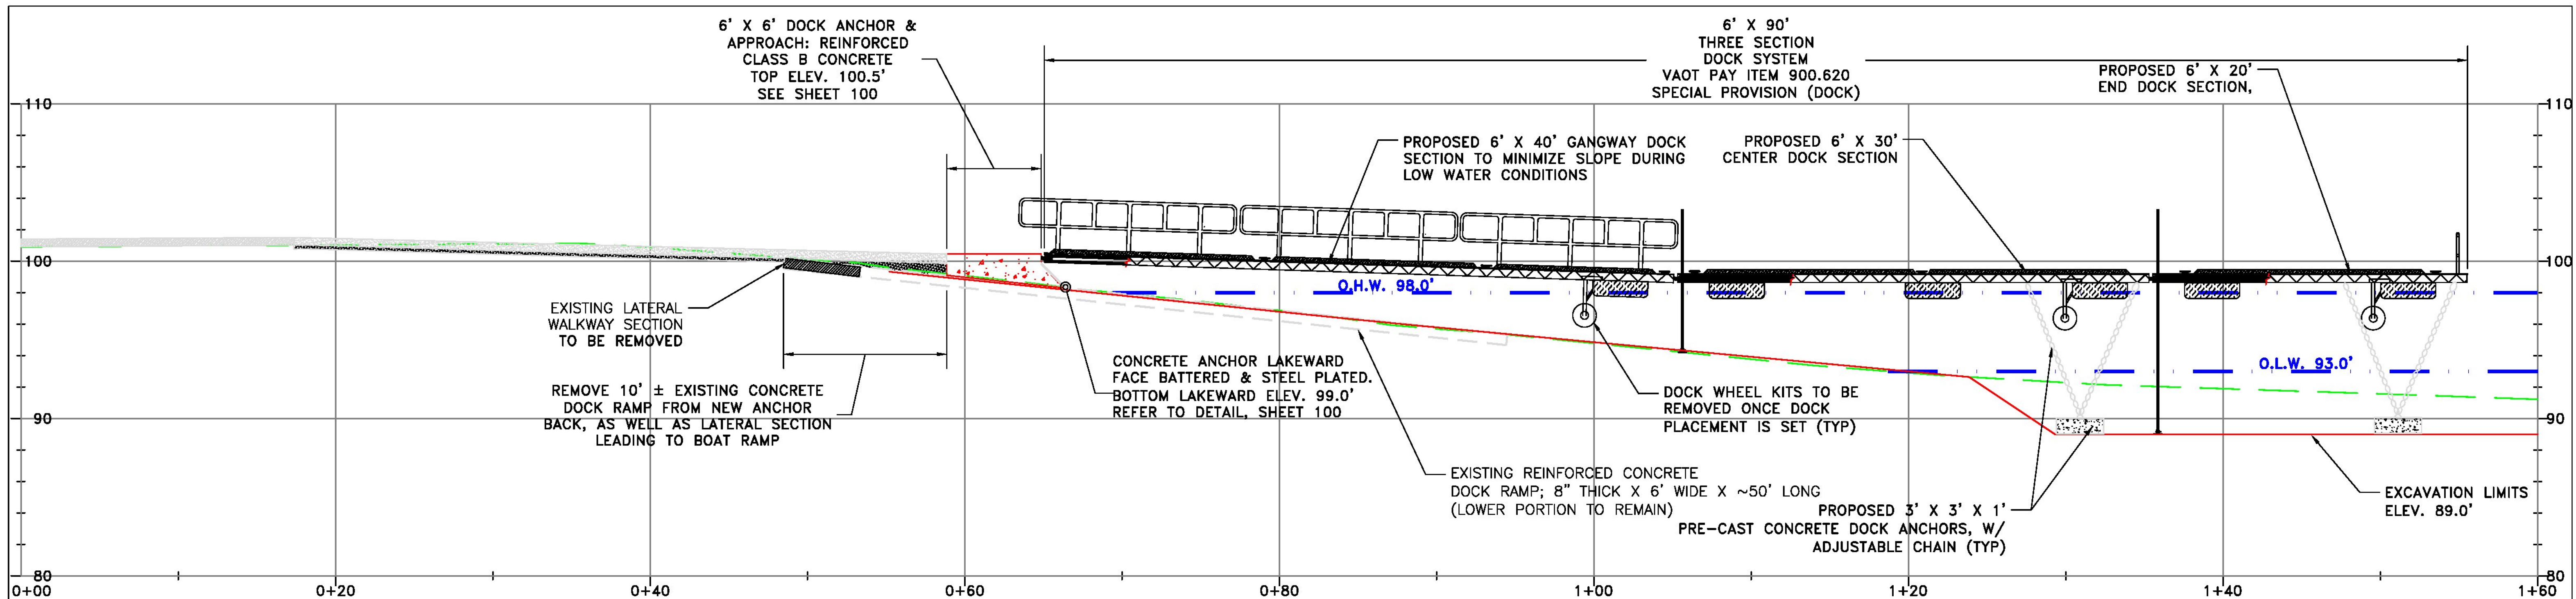 6' X 6' DOCK ANCHOR &
APPROACH: REINFORCED
CLASS B CONCRETE
TOP ELEV. 100.5'
SEE SHEET 100
6' X 90'
THREE SECTION
DOCK SYSTEM
VAOT PAY ITEM 900.620
SPECIAL PROVISION (DOCK)
PROPOSED 6' X 20'
END DOCK SECTION,
PROPOSED 6' X 40' GANGWAY DOCK
SECTION TO MINIMIZE SLOPE DURING
LOW WATER CONDITIONS
PROPOSED 6' X 30'
CENTER DOCK SECTION
110
110
100
100
O.H.W. 98.0'
EXISTING LATERAL
WALKWAY SECTION
TO BE REMOVED
O.L.W. 93.0'
REMOVE 10' ± EXISTING CONCRETE
DOCK RAMP FROM NEW ANCHOR
BACK, AS WELL AS LATERAL SECTION
LEADING TO BOAT RAMP
CONCRETE ANCHOR LAKEWARD
FACE BATTERED & STEEL PLATED.
BOTTOM LAKEWARD ELEV. 99.0'
REFER TO DETAIL, SHEET 100
DOCK WHEEL KITS TO BE
REMOVED ONCE DOCK
PLACEMENT IS SET (TYP)
90
90
EXISTING REINFORCED CONCRETE
DOCK RAMP; 8" THICK X 6' WIDE X ~50' LONG
(LOWER PORTION TO REMAIN)
PROPOSED 3' X 3' X 1'
PRE-CAST CONCRETE DOCK ANCHORS, W/
ADJUSTABLE CHAIN (TYP)
EXCAVATION LIMITS
ELEV. 89.0'
80
80
0+00
0+20
0+40
0+60
0+80
1+00
1+20
1+40
1+60